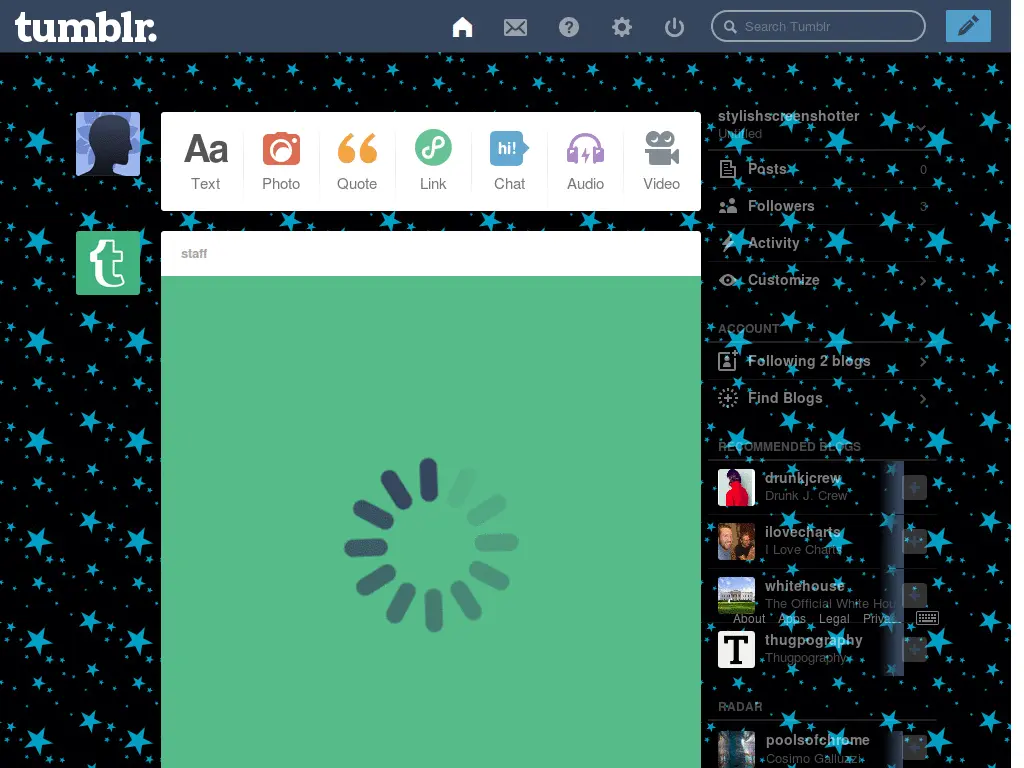 tumblr.
Search Tumblr
Aa
hi!
Text Photo Quote Link Chat Audio Video
staff
stylishscreenshotter
Untitled
Posts 0
Followers 3
Activity
Customize
ACCOUNT
Following 2 blogs
Find Blogs
RECOMMENDED BLOGS
drunkjcrew
Drunk J. Crew
ilovecharts
I Love Charts
whitehouse
The Official White Hou
About Apps Legal Priva...
thugpography
Thugpography
RADAR
poolsofchrome
Cosimo Galluzzi